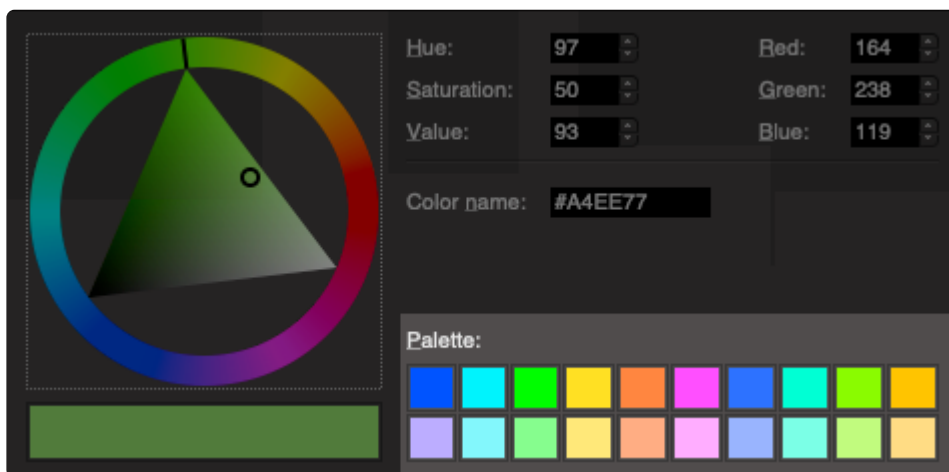 Hue: 97 Red: 164
Saturation: 50 Green: 238
Value: 93 Blue: 119
Color name: #A4EE77
Palette: